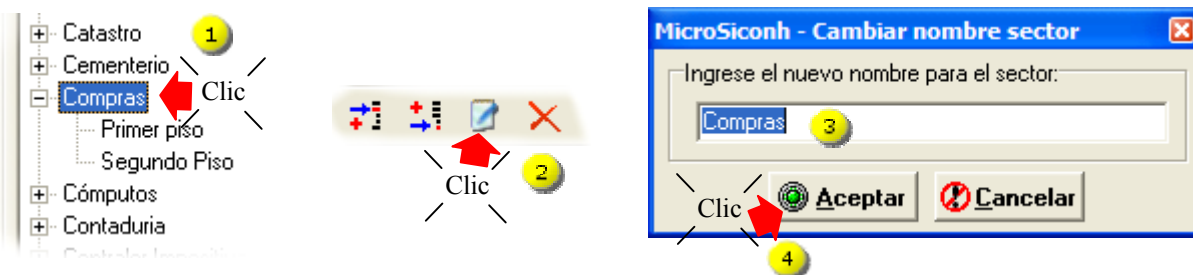 Catastro
1
Cementerio
Compras
Clic
Primer piso
Segundo Piso
Cómputos
Contaduria
Clic
2
MicroSiconh - Cambiar nombre sector
Ingrese el nuevo nombre para el sector:
Compras
3
Clic
Aceptar
Cancelar
4